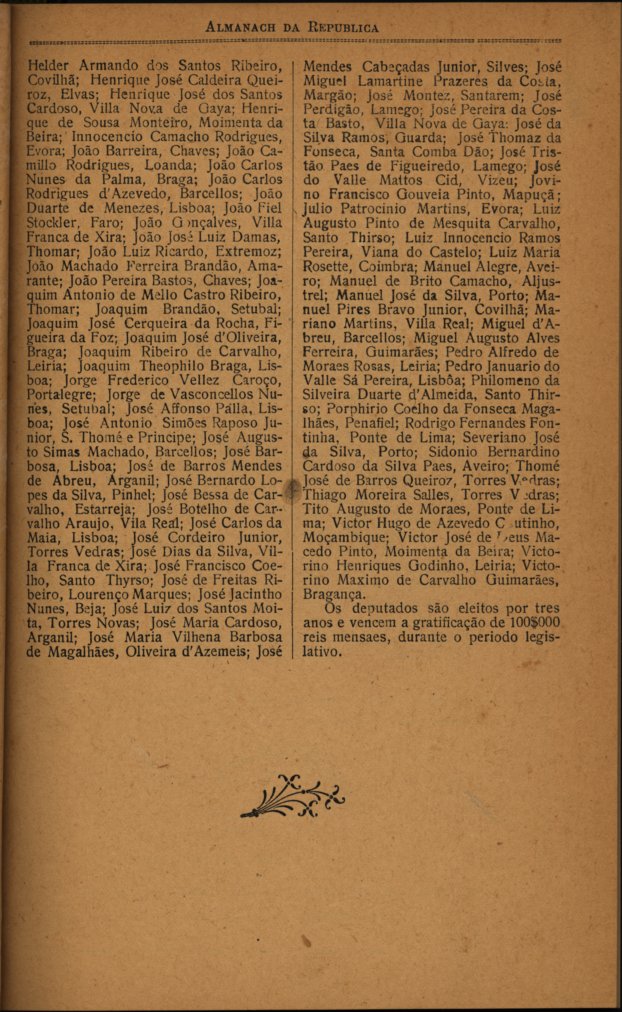 ALMANACH DA REPUBLICA
Helder Armando dos Santos Ribeiro,
Covilhã; Henrique José Caldeira Quei-
roz, Elvas; Henrique José dos Santos
Cardoso, Villa Nova de Gaya; Henri-
que de Sousa Monteiro, Moimenta da
Beira; Innocencio Camacho Rodrigues,
Evora; João Barreira, Chaves; João Ca-
millo Rodrigues, Loanda; João Carlos
Nunes da Palma, Braga; João Carlos
Rodrigues d'Azevedo, Barcellos; João
Duarte de Menezes, Lisboa; João Fiel
Stockler, Faro; João Gonçalves, Villa
Franca de Xira; João José Luiz Damas,
Thomar; João Luiz Ricardo, Extremoz;
João Machado Ferreira Brandão, Ama-
rante; João Pereira Bastos, Chaves; Joa-
quim Antonio de Mello Castro Ribeiro,
Thomar; Joaquim Brandão, Setubal;
Joaquim José Cerqueira da Rocha, Fi-
gueira da Foz; Joaquim José d'Oliveira,
Braga; Joaquim Ribeiro de Carvalho,
Leiria; Joaquim Theophilo Braga, Lis-
boa; Jorge Frederico Vellez Caroço,
Portalegre; Jorge de Vasconcellos Nu-
nes, Setubal; José Affonso Palla, Lis-
boa; José Antonio Simões Raposo Ju-
nior, S. Thomé e Principe; José Augus-
to Simas Machado, Barcellos; José Bar-
bosa, Lisboa; José de Barros Mendes
de Abreu, Arganil; José Bernardo Lo-
pes da Silva, Pinhel; José Bessa de Car-
valho, Estarreja; José Botelho de Car-
valho Araujo, Vila Real; José Carlos da
Maia, Lisboa; José Cordeiro Junior,
Torres Vedras; José Dias da Silva, Vil-
la Franca de Xira; José Francisco Coe-
lho, Santo Thyrso; José de Freitas Ri-
beiro, Lourenço Marques; José Jacintho
Nunes, Beja; José Luiz dos Santos Moi-
ta, Torres Novas; José Maria Cardoso,
Arganil; José Maria Vilhena Barbosa
de Magalhães, Oliveira d'Azemeis; José
Mendes Cabeçadas Junior, Silves; José
Miguel Lamartine Prazeres da Costa,
Margão; José Montez, Santarem; José
Perdigão, Lamego; José Pereira da Cos-
ta Basto, Villa Nova de Gaya: José da
Silva Ramos, Guarda; José Thomaz da
Fonseca, Santa Comba Dão; José Tris-
tão Paes de Figueiredo, Lamego; José
do Valle Mattos Cid, Vizeu; Jovi-
no Francisco Gouveia Pinto, Mapuçã;
Julio Patrocinio Martins, Evora; Luiz
Augusto Pinto de Mesquita Carvalho,
Santo Thirso; Luiz Innocencio Ramos
Pereira, Viana do Castelo; Luiz Maria
Rosette, Coimbra; Manuel Alegre, Avei-
ro; Manuel de Brito Camacho, Aljus-
trel; Manuel José da Silva, Porto; Ma-
nuel Pires Bravo Junior, Covilhã; Ma-
riano Martins, Villa Real; Miguel d'A-
breu, Barcellos; Miguel Augusto Alves
Ferreira, Guimarães; Pedro Alfredo de
Moraes Rosas, Leiria; Pedro Januario do
Valle Sá Pereira, Lisbôa; Philomeno da
Silveira Duarte d'Almeida, Santo Thir-
so; Porphirio Coelho da Fonseca Maga-
lhães, Penafiel; Rodrigo Fernandes Fon-
tinha, Ponte de Lima; Severiano José
da Silva, Porto; Sidonio Bernardino
Cardoso da Silva Paes, Aveiro; Thomé
José de Barros Queiroz, Torres Vedras;
Thiago Moreira Salles, Torres Vedras;
Tito Augusto de Moraes, Ponte de Li-
ma; Victor Hugo de Azevedo Coutinho,
Moçambique; Victor José de Deus Ma-
cedo Pinto, Moimenta da Beira; Victo-
rino Henriques Godinho, Leiria; Victo-
rino Maximo de Carvalho Guimarães,
Bragança.
Os deputados são eleitos por tres
anos e vencem a gratificação de 100$000
reis mensaes, durante o periodo legis-
lativo.